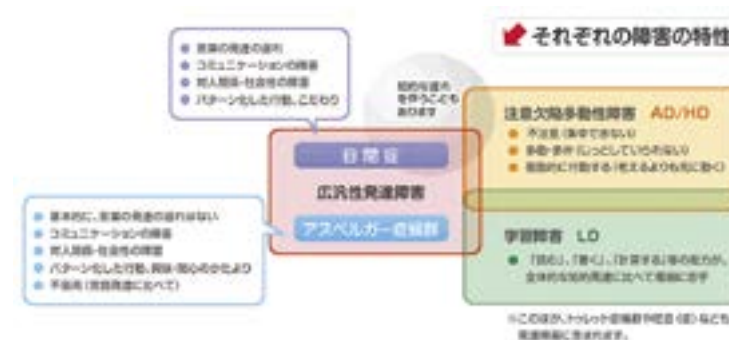 それぞれの障害の特性
● 言葉の発達の遅れ
● コミュニケーションの障害
● 対人関係・社会性の障害
● パターン化した行動、こだわり
知的な遅れ
を伴うことも
あります
自閉症
広汎性発達障害
アスペルガー症候群
● 基本的に、言葉の発達の遅れはない
● コミュニケーションの障害
● 対人関係・社会性の障害
● パターン化した行動、興味・関心のかたより
● 不器用(言語発達に比べて)
注意欠陥多動性障害 AD/HD
● 不注意(集中できない)
● 多動・多弁(じっとしていられない)
● 衝動的に行動する(考えるよりも先に動く)
学習障害 LD
● 「読む」、「書く」、「計算する」等の能力が、
全体的な知的発達に比べて極端に苦手
※このほか、トゥレット症候群や吃音(症)なども
発達障害に含まれます。